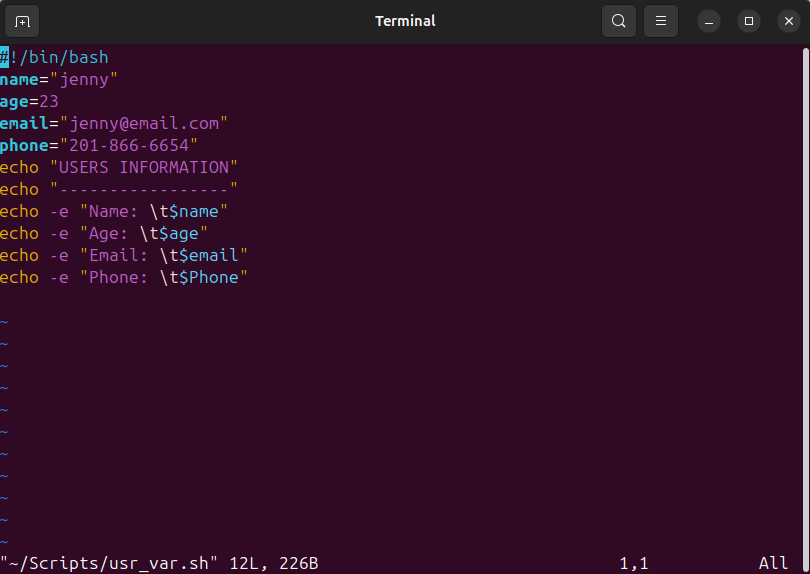 Terminal
#!/bin/bash
name="jenny"
age=23
email="jenny@email.com"
phone="201-866-6654"
echo "USERS INFORMATION"
echo "-----------------"
echo -e "Name: \t$name"
echo -e "Age: \t$age"
echo -e "Email: \t$email"
echo -e "Phone: \t$Phone"
~
~
~
~
~
~
~
~
~
~
~
"~/Scripts/usr_var.sh" 12L, 226B 1,1 All